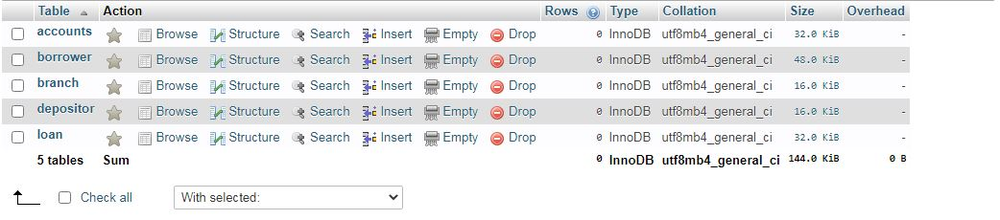 Table Action Rows Type Collation Size Overhead
accounts Browse Structure Search Insert Empty Drop 0 InnoDB utf8mb4_general_ci 32.0 KiB -
borrower Browse Structure Search Insert Empty Drop 0 InnoDB utf8mb4_general_ci 48.0 KiB -
branch Browse Structure Search Insert Empty Drop 0 InnoDB utf8mb4_general_ci 16.0 KiB -
depositor Browse Structure Search Insert Empty Drop 0 InnoDB utf8mb4_general_ci 16.0 KiB -
loan Browse Structure Search Insert Empty Drop 0 InnoDB utf8mb4_general_ci 32.0 KiB -
5 tables Sum 0 InnoDB utf8mb4_general_ci 144.0 KiB 0 B
Check all With selected: